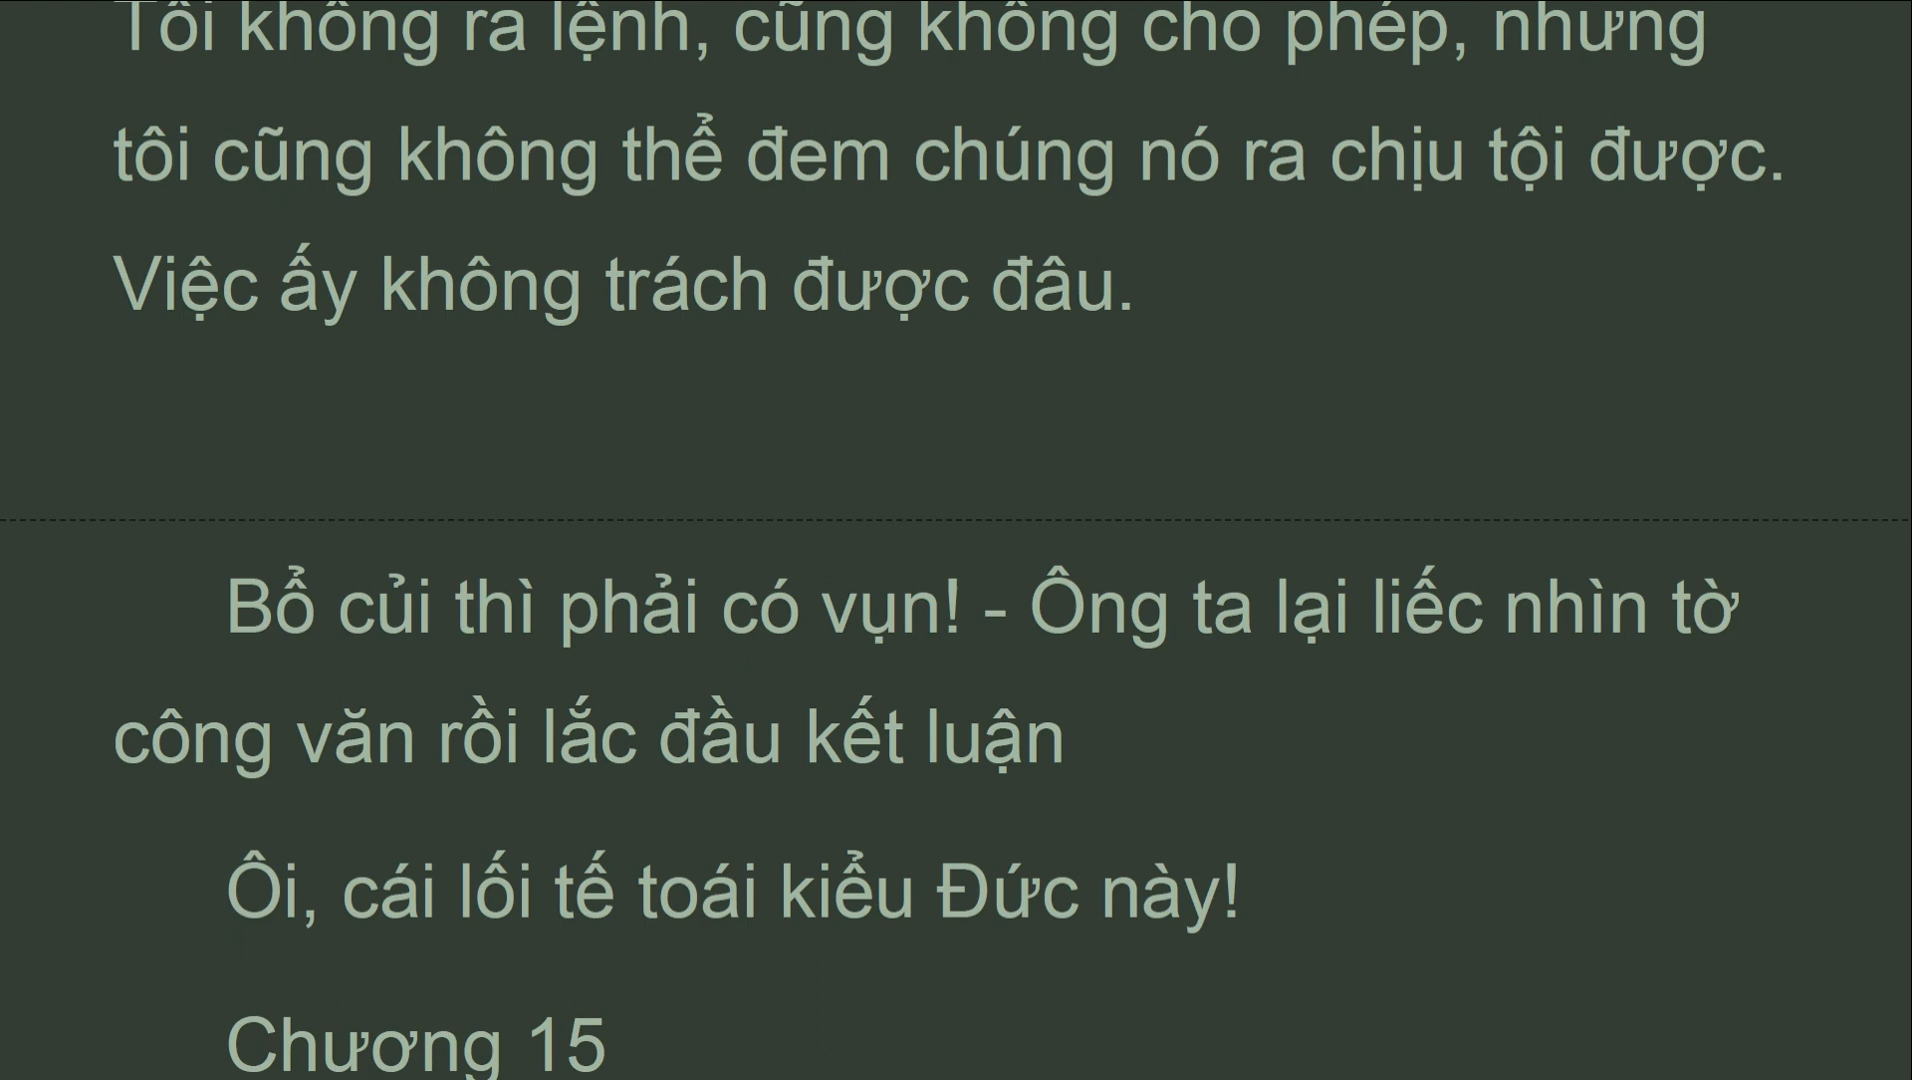 Tôi không ra lệnh, cũng không cho phép, nhưng
tôi cũng không thể đem chúng nó ra chịu tội được.
Việc ấy không trách được đâu.
Bổ củi thì phải có vụn! - Ông ta lại liếc nhìn tờ
công văn rồi lắc đầu kết luận
Ôi, cái lối tế toái kiểu Đức này!
Chương 15